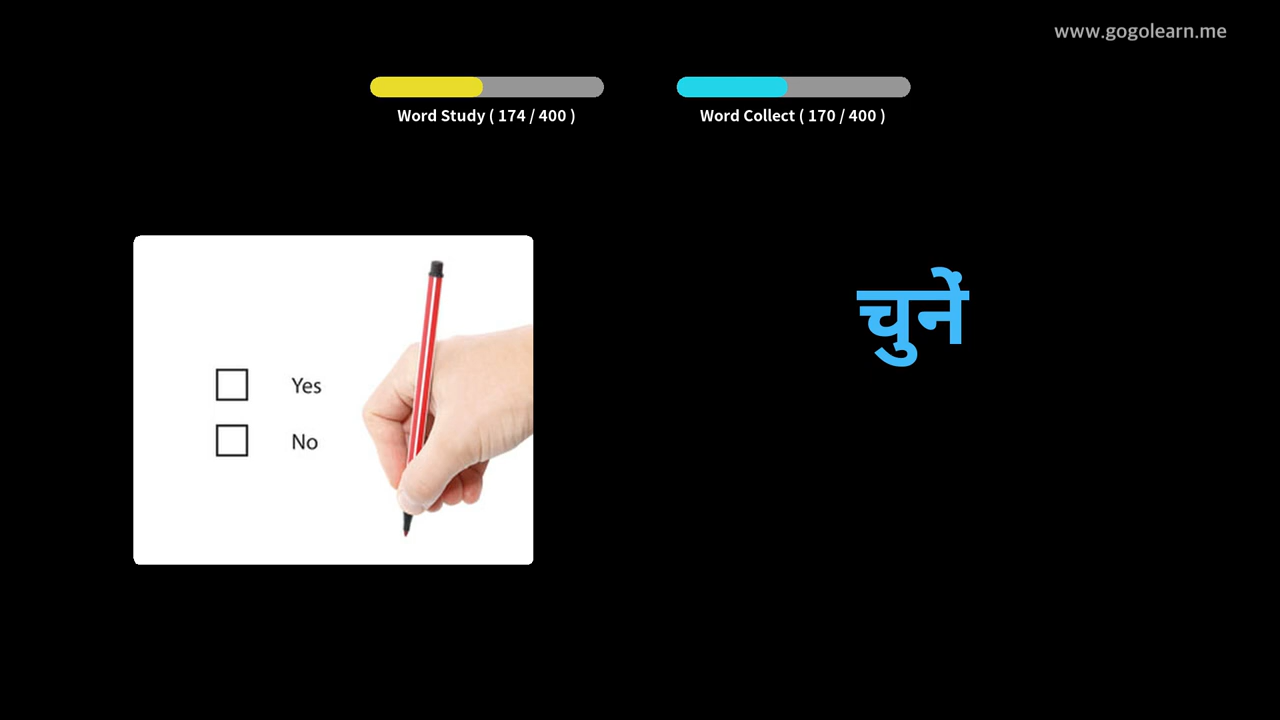 www.gogolearn.me
Word Study ( 174 / 400 )
Word Collect ( 170 / 400 )
चुनें
Yes
No